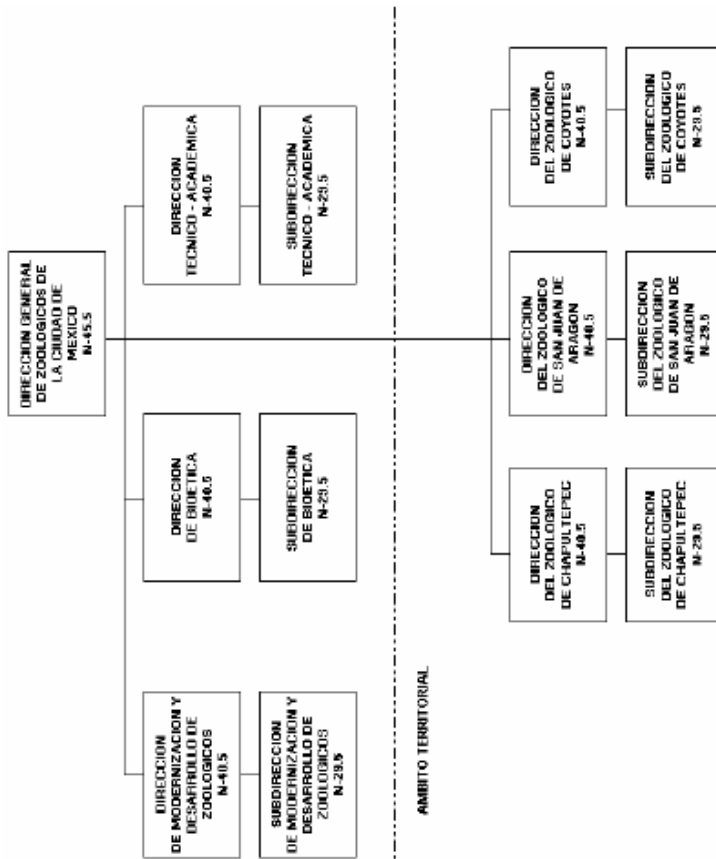 DIRECCION GENERAL
DE ZOOLOGICOS DE
LA CIUDAD DE
MEXICO
N-45.5
DIRECCION
DE MODERNIZACION Y
DESARROLLO DE
ZOOLOGICOS
N-40.5
DIRECCION
DE BIOETICA
N-40.5
DIRECCION
TECNICO - ACADEMICA
N-40.5
SUBDIRECCION
DE MODERNIZACION Y
DESARROLLO DE
ZOOLOGICOS
N-29.5
SUBDIRECCION
DE BIOETICA
N-29.5
SUBDIRECCION
TECNICO - ACADEMICA
N-29.5
AMBITO TERRITORIAL
DIRECCION
DEL ZOOLOGICO
DE CHAPULTEPEC
N-40.5
DIRECCION
DEL ZOOLOGICO
DE SAN JUAN DE
ARAGON
N-40.5
DIRECCION
DEL ZOOLOGICO
DE COYOTES
N-40.5
SUBDIRECCION
DEL ZOOLOGICO
DE CHAPULTEPEC
N-29.5
SUBDIRECCION
DEL ZOOLOGICO
DE SAN JUAN DE
ARAGON
N-29.5
SUBDIRECCION
DEL ZOOLOGICO
DE COYOTES
N-29.5